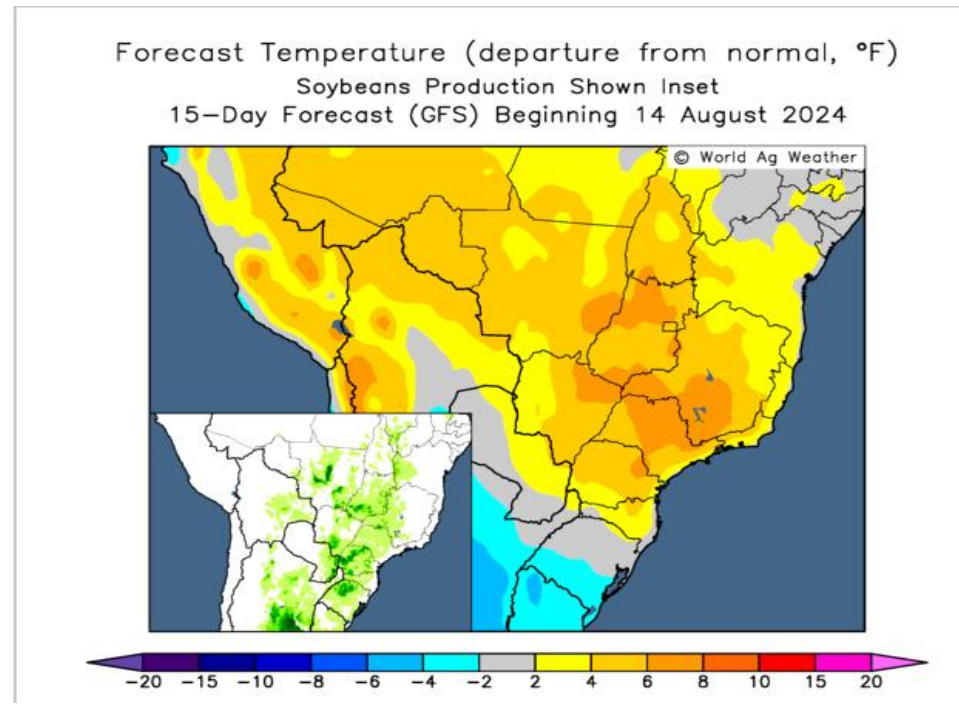 Forecast Temperature (departure from normal, °F)
Soybeans Production Shown Inset
15-Day Forecast (GFS) Beginning 14 August 2024
© World Ag Weather
-20 -15 -10 -8 -6 -4 -2 2 4 6 8 10 15 20